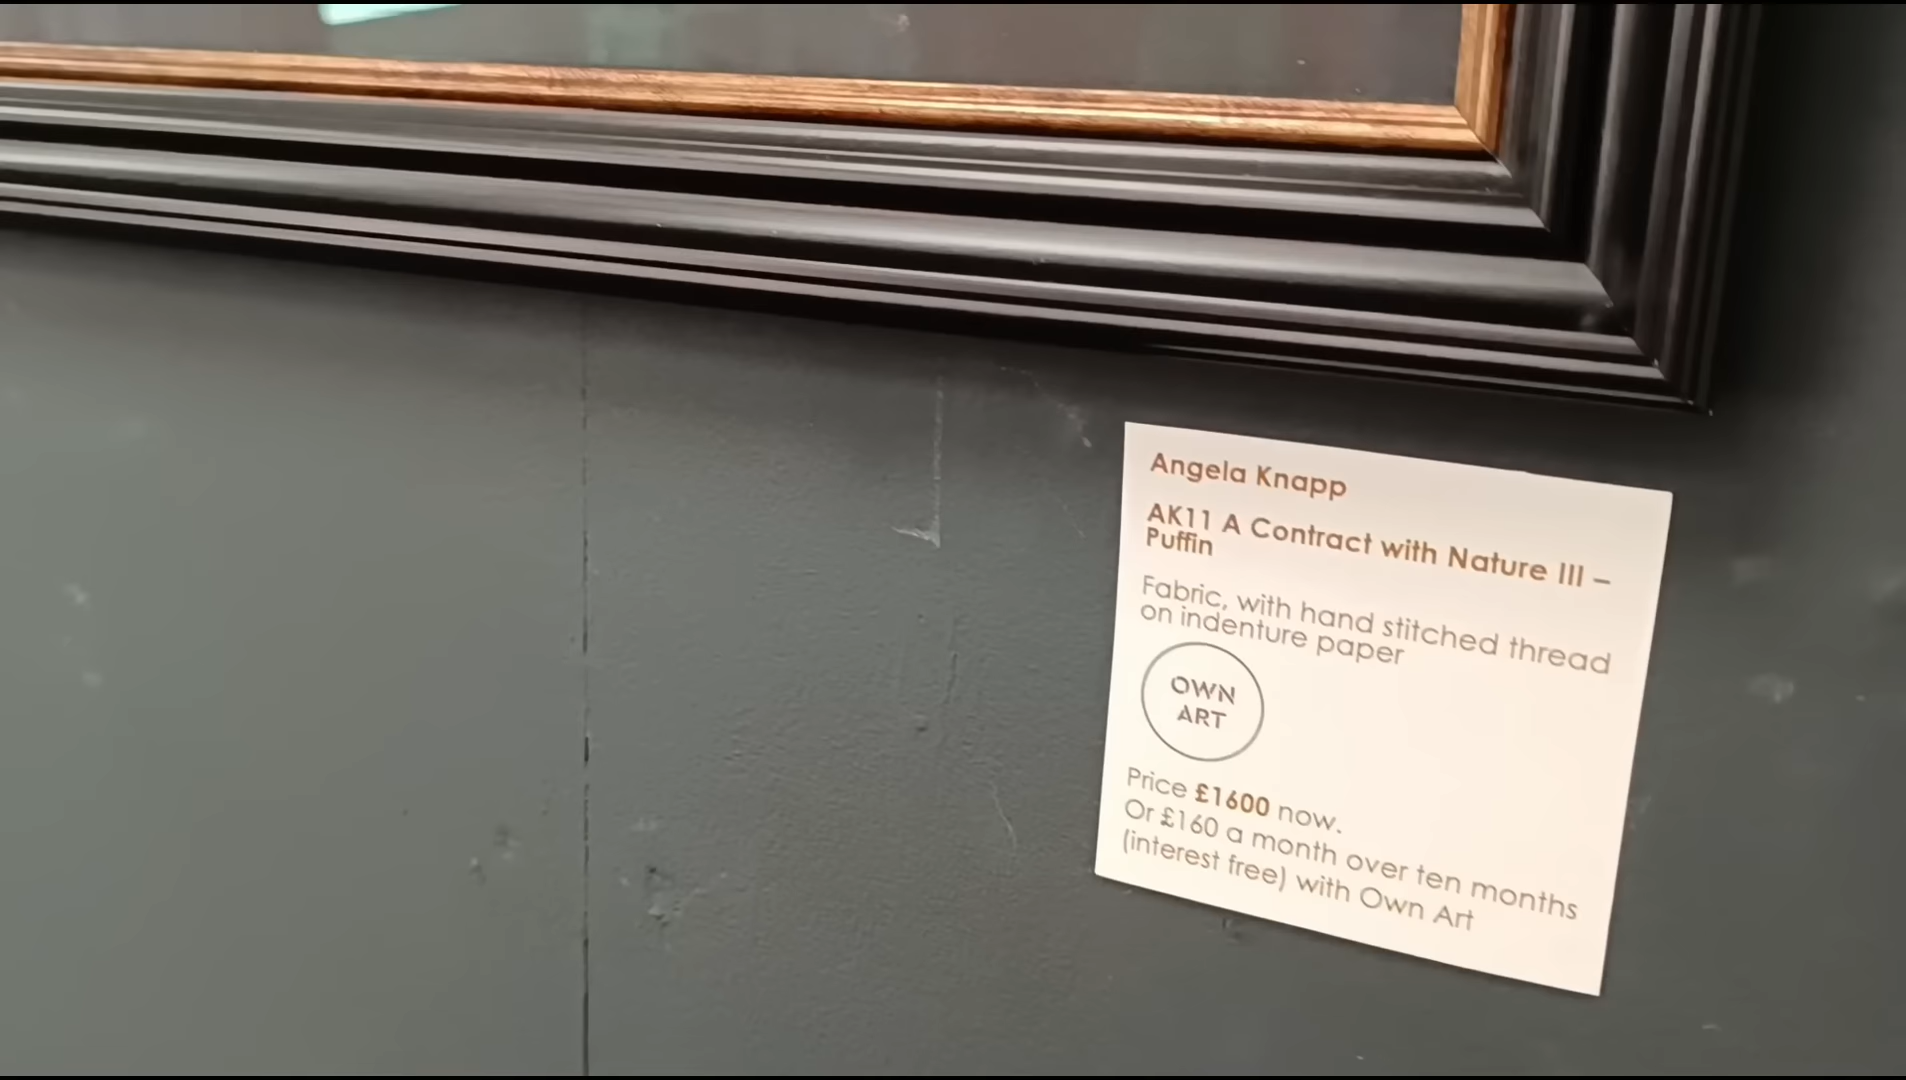 Angela Knapp
AK11 A Contract with Nature III –
Puffin
Fabric, with hand stitched thread
on indenture paper
OWN
ART
Price £1600 now.
Or £160 a month over ten months
(interest free) with Own Art